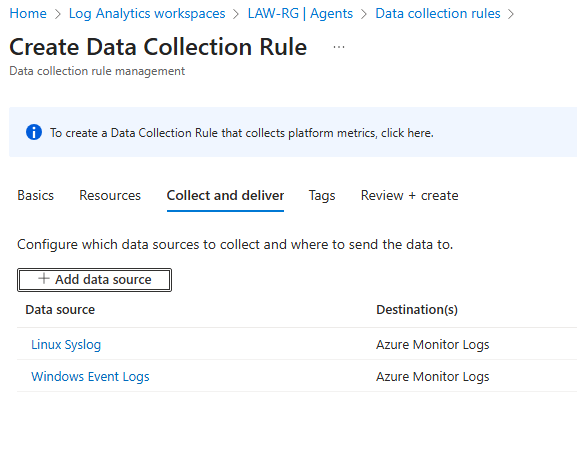 Home > Log Analytics workspaces > LAW-RG | Agents > Data collection rules >
Create Data Collection Rule ...
Data collection rule management
To create a Data Collection Rule that collects platform metrics, click here.
Basics Resources Collect and deliver Tags Review + create
Configure which data sources to collect and where to send the data to.
+ Add data source
Data source Destination(s)
Linux Syslog Azure Monitor Logs
Windows Event Logs Azure Monitor Logs